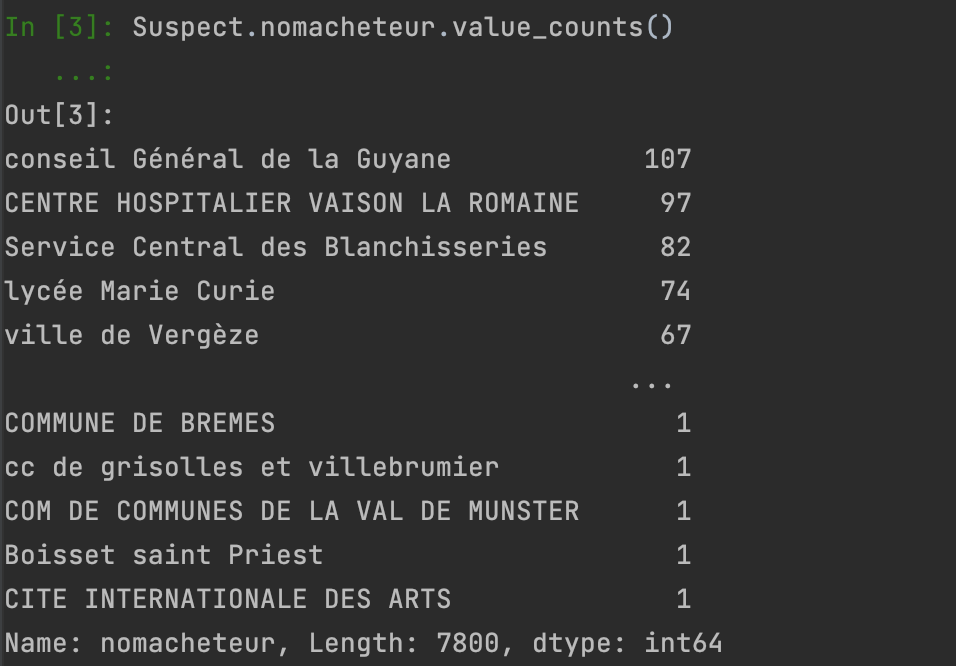 In [3]: Suspect.nomacheteur.value_counts()
...:
Out[3]:
conseil Général de la Guyane 107
CENTRE HOSPITALIER VAISON LA ROMAINE 97
Service Central des Blanchisseries 82
lycée Marie Curie 74
ville de Vergèze 67
...
COMMUNE DE BREMES 1
cc de grisolles et villebrumier 1
COM DE COMMUNES DE LA VAL DE MUNSTER 1
Boisset saint Priest 1
CITE INTERNATIONALE DES ARTS 1
Name: nomacheteur, Length: 7800, dtype: int64